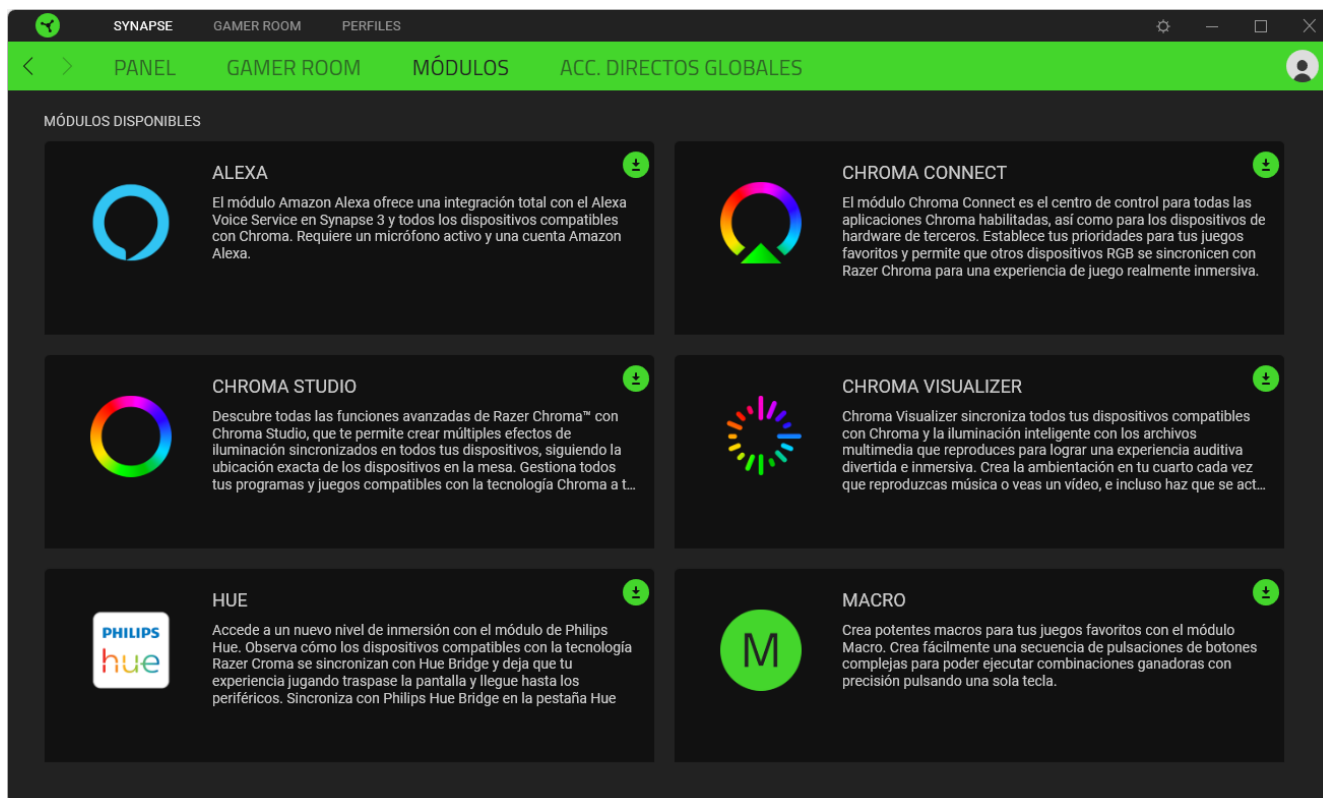 SYNAPSE GAMER ROOM PERFILES
PANEL GAMER ROOM MÓDULOS ACC. DIRECTOS GLOBALES
MÓDULOS DISPONIBLES
ALEXA
El módulo Amazon Alexa ofrece una integración total con el Alexa
Voice Service en Synapse 3 y todos los dispositivos compatibles
con Chroma. Requiere un micrófono activo y una cuenta Amazon
Alexa.
CHROMA CONNECT
El módulo Chroma Connect es el centro de control para todas las
aplicaciones Chroma habilitadas, así como para los dispositivos de
hardware de terceros. Establece tus prioridades para tus juegos
favoritos y permite que otros dispositivos RGB se sincronicen con
Razer Chroma para una experiencia de juego realmente inmersiva.
CHROMA STUDIO
Descubre todas las funciones avanzadas de Razer Chroma™ con
Chroma Studio, que te permite crear múltiples efectos de
iluminación sincronizados en todos tus dispositivos, siguiendo la
ubicación exacta de los dispositivos en la mesa. Gestiona todos
tus programas y juegos compatibles con la tecnología Chroma a t...
CHROMA VISUALIZER
Chroma Visualizer sincroniza todos tus dispositivos compatibles
con Chroma y la iluminación inteligente con los archivos
multimedia que reproduces para lograr una experiencia auditiva
divertida e inmersiva. Crea la ambientación en tu cuarto cada vez
que reproduzcas música o veas un vídeo, e incluso haz que se act...
PHILIPS
hue
HUE
Accede a un nuevo nivel de inmersión con el módulo de Philips
Hue. Observa cómo los dispositivos compatibles con la tecnología
Razer Croma se sincronizan con Hue Bridge y deja que tu
experiencia jugando traspase la pantalla y llegue hasta los
periféricos. Sincroniza con Philips Hue Bridge en la pestaña Hue
M
MACRO
Crea potentes macros para tus juegos favoritos con el módulo
Macro. Crea fácilmente una secuencia de pulsaciones de botones
complejas para poder ejecutar combinaciones ganadoras con
precisión pulsando una sola tecla.